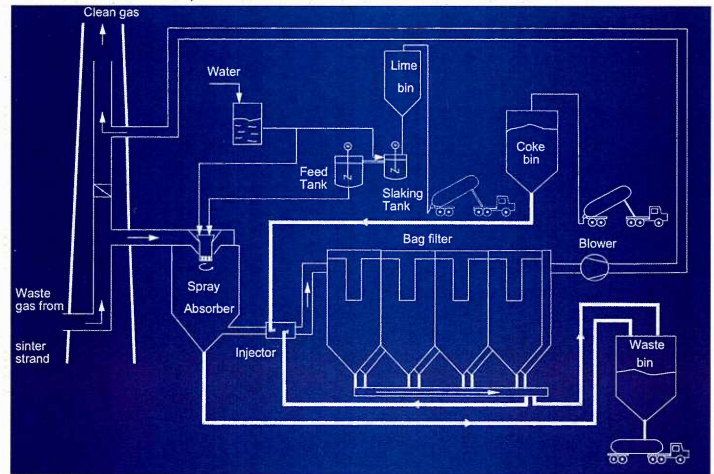 Clean gas
Water
Lime
bin
Coke
bin
Feed
Tank
Slaking
Tank
Bag filter
Blower
Spray
Absorber
Waste
gas from
sinter
strand
Injector
Waste
bin